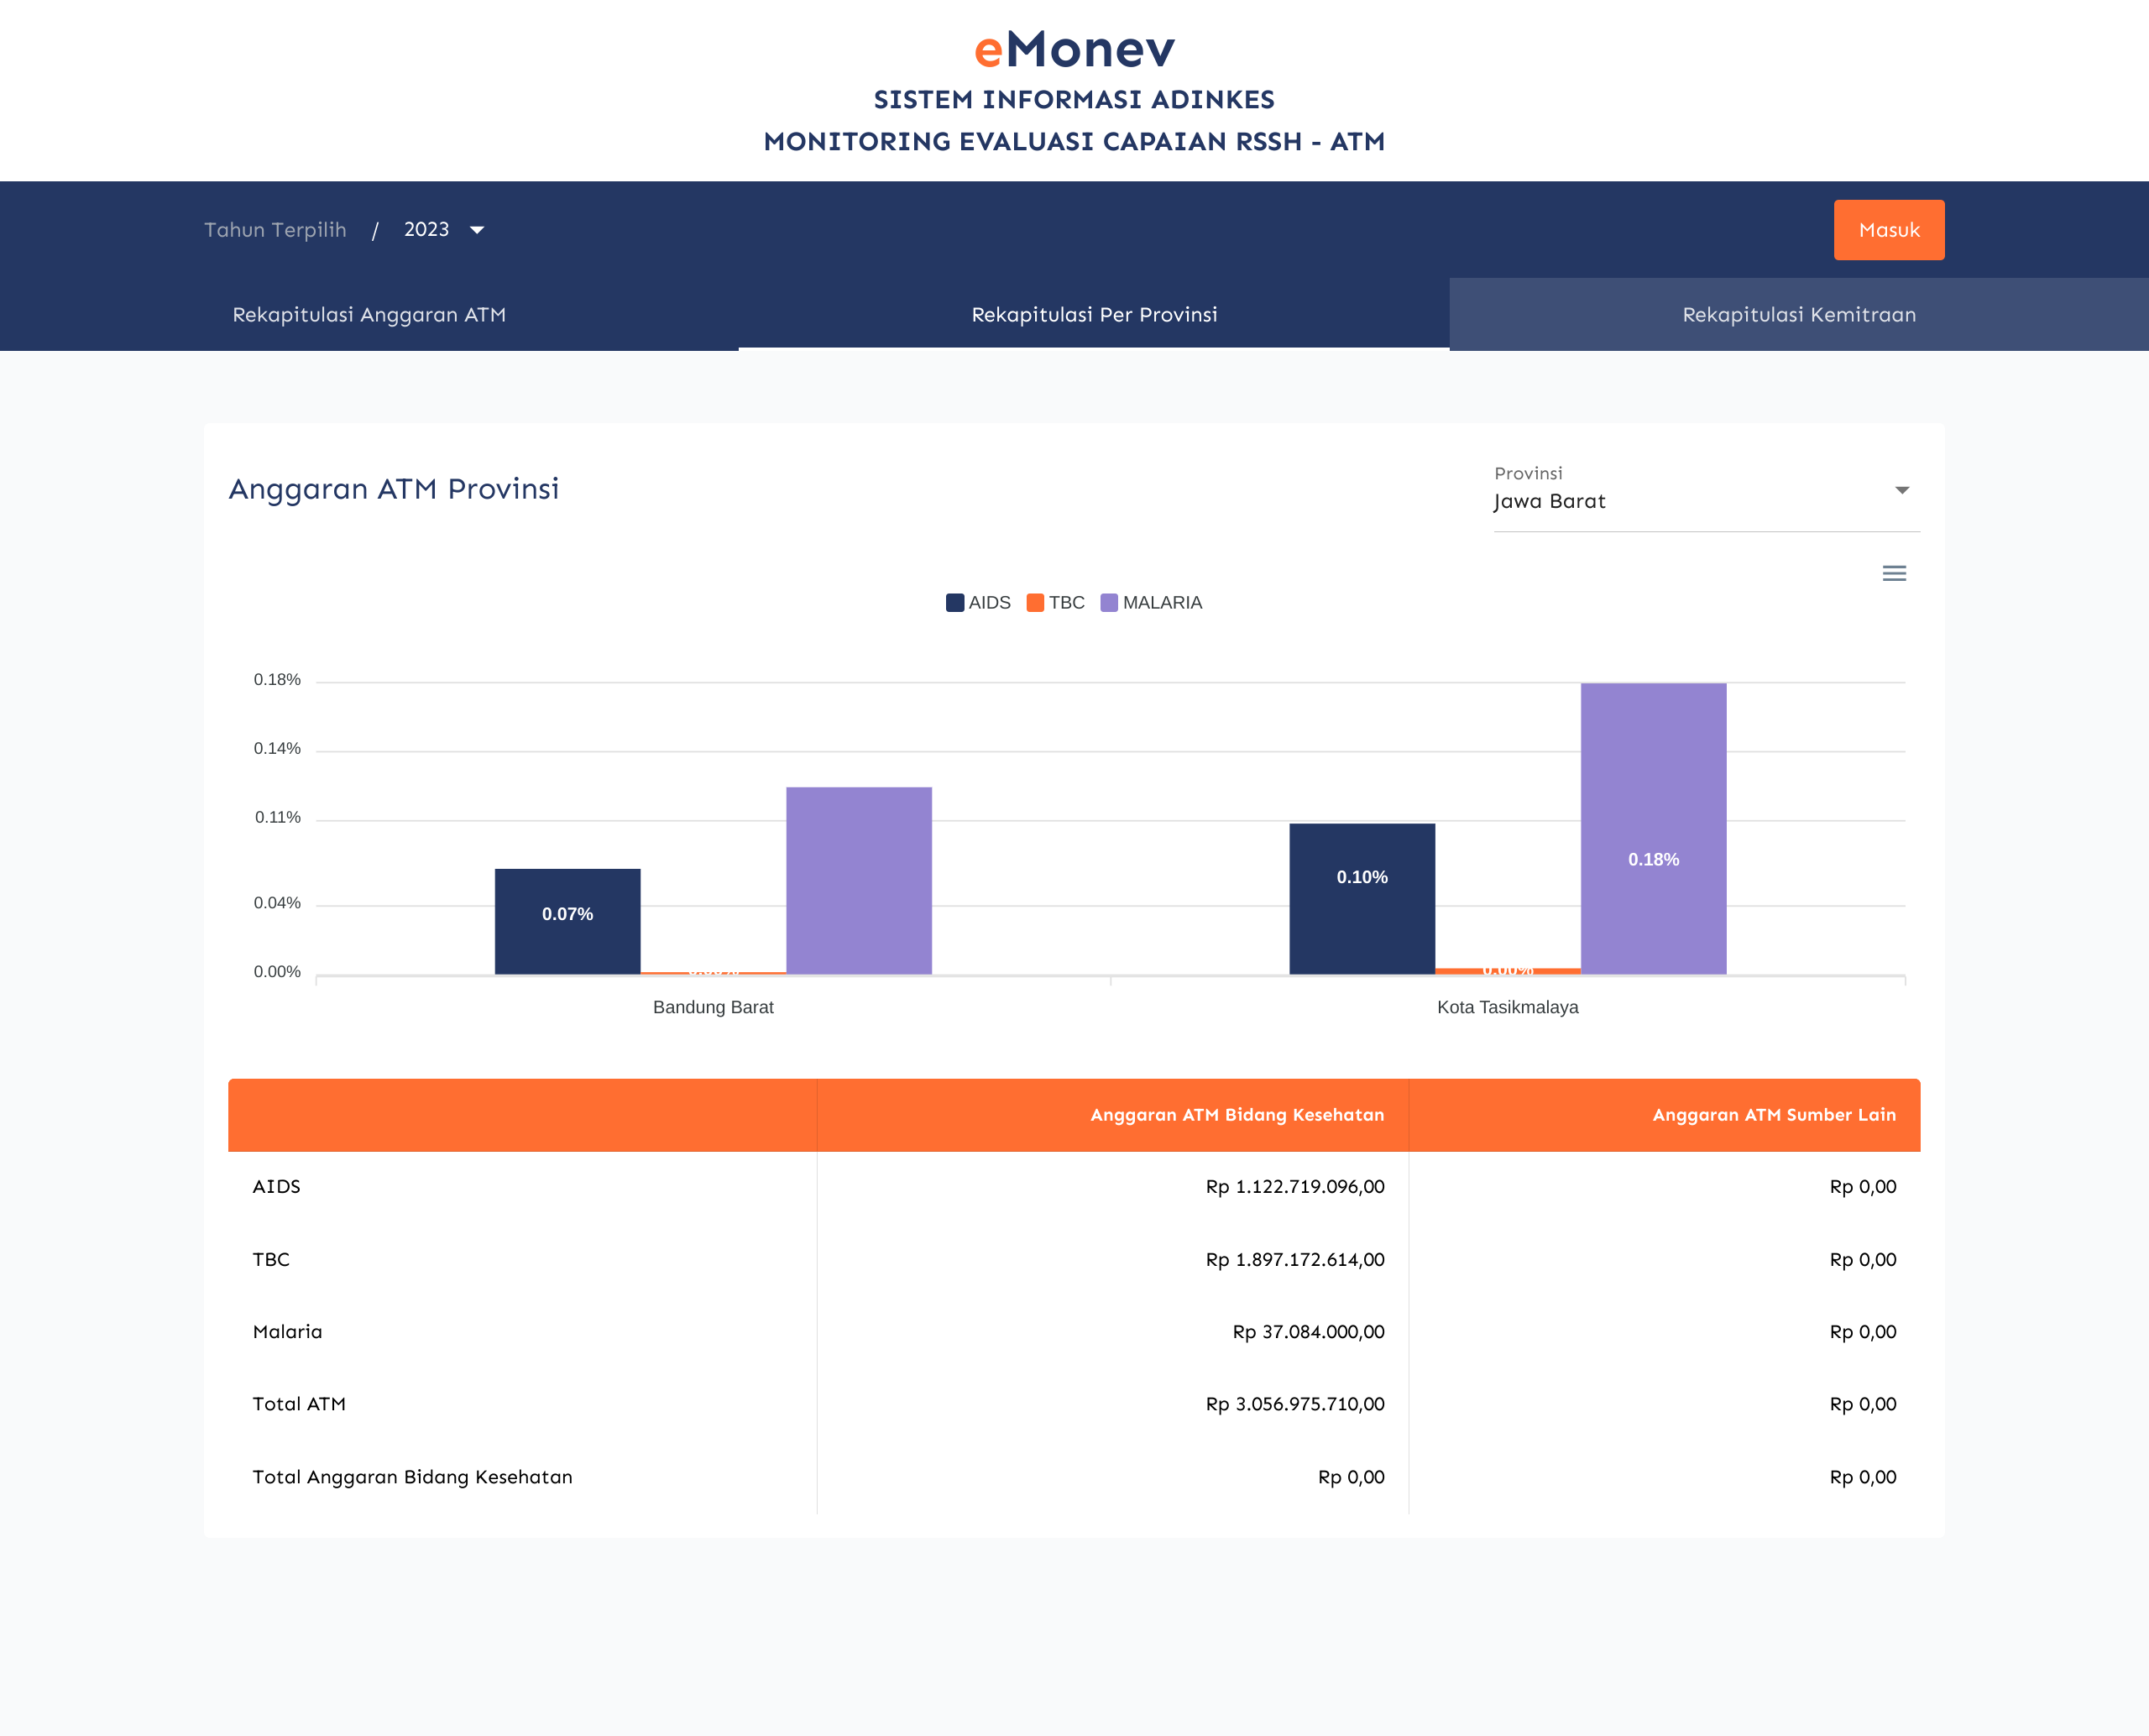 eMonev
SISTEM INFORMASI ADINKES
MONITORING EVALUASI CAPAIAN RSSH - ATM
Tahun Terpilih / 2023
Masuk
Rekapitulasi Anggaran ATM
Rekapitulasi Per Provinsi
Rekapitulasi Kemitraan
Anggaran ATM Provinsi
Provinsi
Jawa Barat
AIDS TBC MALARIA
0.18%
0.14%
0.11%
0.04%
0.00%
0.07%
0.10%
0.00%
0.18%
Bandung Barat
Kota Tasikmalaya
Anggaran ATM Bidang Kesehatan Anggaran ATM Sumber Lain
AIDS Rp 1.122.719.096,00 Rp 0,00
TBC Rp 1.897.172.614,00 Rp 0,00
Malaria Rp 37.084.000,00 Rp 0,00
Total ATM Rp 3.056.975.710,00 Rp 0,00
Total Anggaran Bidang Kesehatan Rp 0,00 Rp 0,00